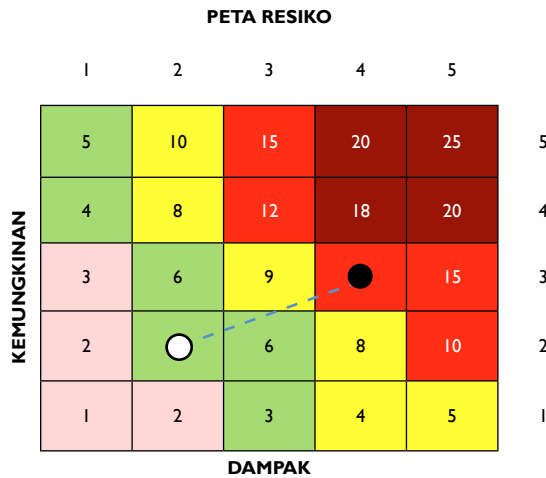 PETA RESIKO
1 2 3 4 5
5 10 15 20 25 5
4 8 12 18 20 4
3 6 9 15 3
2 6 8 10 2
1 2 3 4 5 1
KEMUNGKINAN
DAMPAK